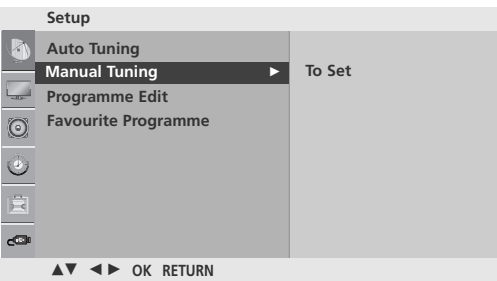 Setup
Auto Tuning
Manual Tuning ► To Set
Programme Edit
Favourite Programme
▲▼ ◄► OK RETURN